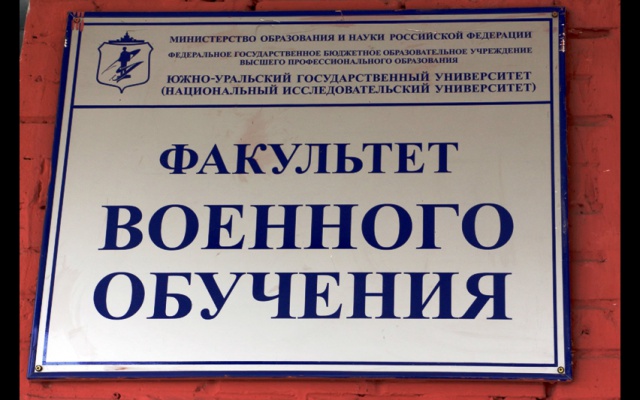 МИНИСТЕРСТВО ОБРАЗОВАНИЯ И НАУКИ РОССИЙСКОЙ ФЕДЕРАЦИИ
ФЕДЕРАЛЬНОЕ ГОСУДАРСТВЕННОЕ БЮДЖЕТНОЕ ОБРАЗОВАТЕЛЬНОЕ УЧРЕЖДЕНИЕ
ВЫСШЕГО ПРОФЕССИОНАЛЬНОГО ОБРАЗОВАНИЯ
ЮЖНО-УРАЛЬСКИЙ ГОСУДАРСТВЕННЫЙ УНИВЕРСИТЕТ
(НАЦИОНАЛЬНЫЙ ИССЛЕДОВАТЕЛЬСКИЙ УНИВЕРСИТЕТ)
ФАКУЛЬТЕТ
ВОЕННОГО
ОБУЧЕНИЯ